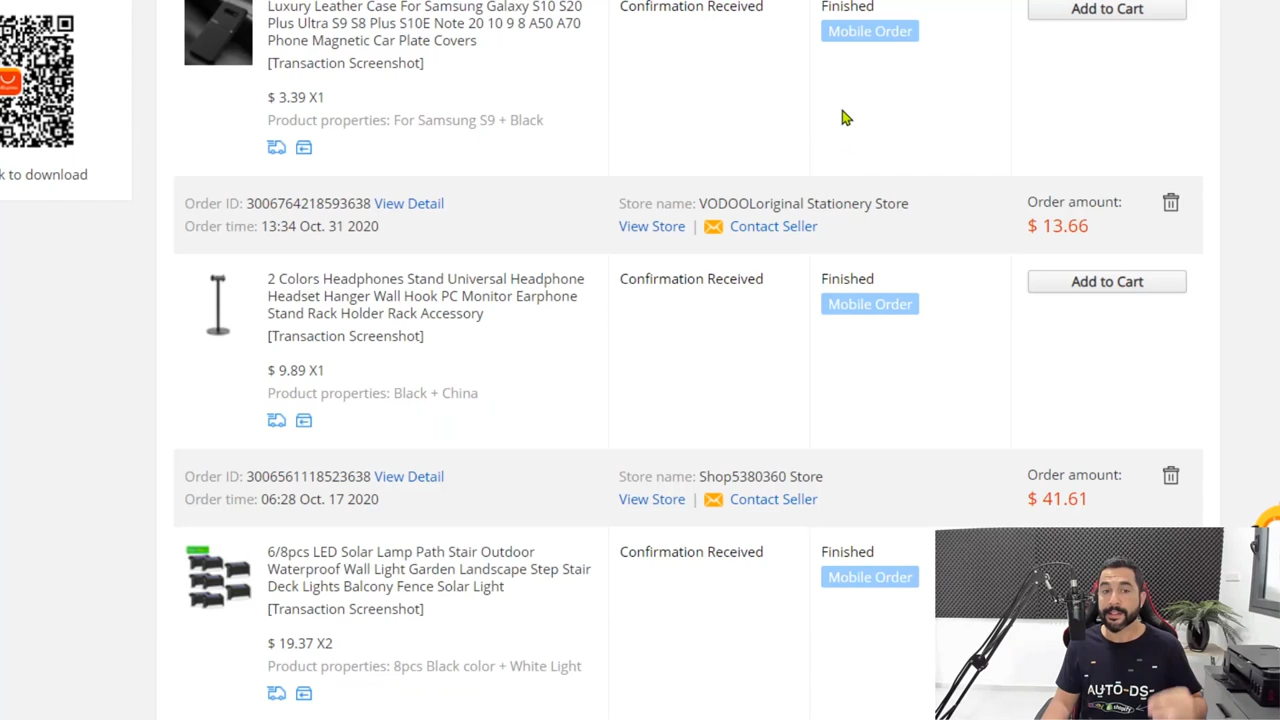 Luxury Leather Case For Samsung Galaxy S10 S20
Plus Ultra S9 S8 Plus S10E Note 20 10 9 8 A50 A70
Phone Magnetic Car Plate Covers
[Transaction Screenshot]
$ 3.39 X1
Product properties: For Samsung S9 + Black
Confirmation Received
Finished
Mobile Order
Add to Cart
k to download
Order ID: 3006764218593638 View Detail
Order time: 13:34 Oct. 31 2020
Store name: VODOOLoriginal Stationery Store
View Store | Contact Seller
Order amount:
$ 13.66
2 Colors Headphones Stand Universal Headphone
Headset Hanger Wall Hook PC Monitor Earphone
Stand Rack Holder Rack Accessory
[Transaction Screenshot]
$ 9.89 X1
Product properties: Black + China
Confirmation Received
Finished
Mobile Order
Add to Cart
Order ID: 3006561118523638 View Detail
Order time: 06:28 Oct. 17 2020
Store name: Shop5380360 Store
View Store | Contact Seller
Order amount:
$ 41.61
6/8pcs LED Solar Lamp Path Stair Outdoor
Waterproof Wall Light Garden Landscape Step Stair
Deck Lights Balcony Fence Solar Light
[Transaction Screenshot]
$ 19.37 X2
Product properties: 8pcs Black color + White Light
Confirmation Received
Finished
Mobile Order
AUTO-DS-
shopify